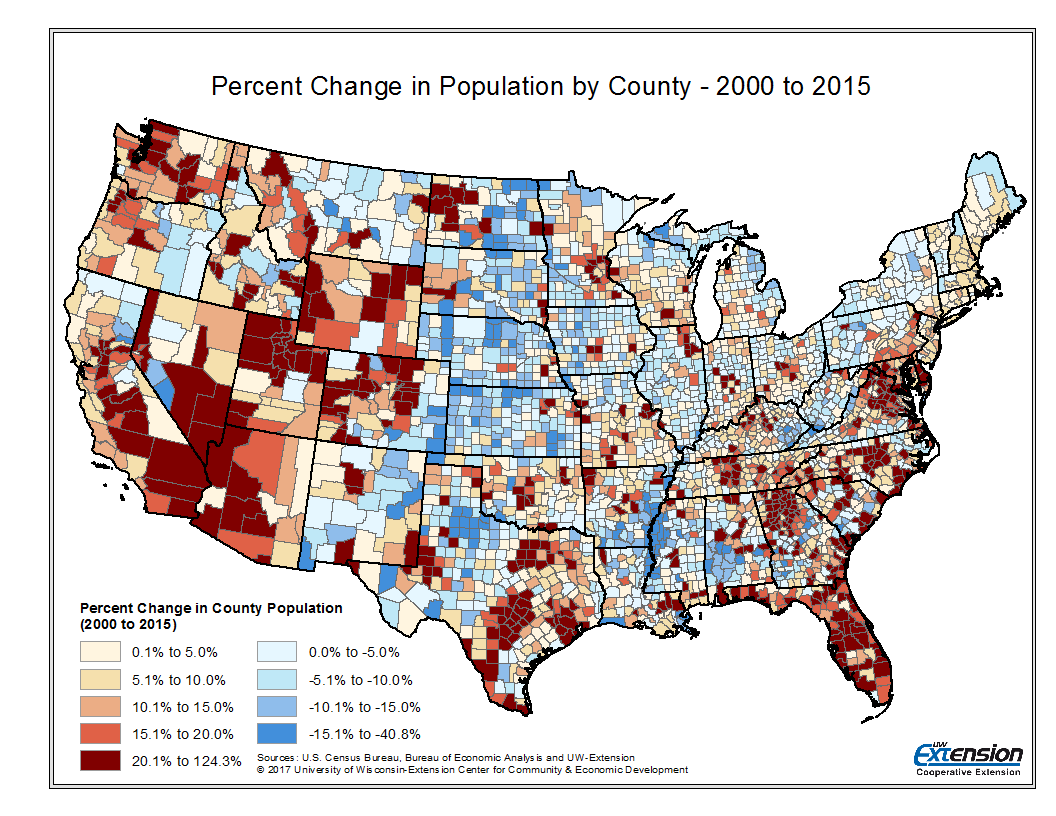 Percent Change in Population by County - 2000 to 2015
Percent Change in County Population
(2000 to 2015)
0.1% to 5.0%
0.0% to -5.0%
5.1% to 10.0%
-5.1% to -10.0%
10.1% to 15.0%
-10.1% to -15.0%
15.1% to 20.0%
-15.1% to -40.8%
20.1% to 124.3%
Sources: U.S. Census Bureau, Bureau of Economic Analysis and UW-Extension
© 2017 University of Wisconsin-Extension Center for Community & Economic Development
UW
Extension
Cooperative Extension